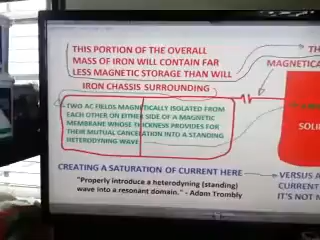 THIS PORTION OF THE OVERALL
MASS OF IRON WILL CONTAIN FAR
LESS MAGNETIC STORAGE THAN WILL
IRON CHASSIS SURROUNDING
TWO AC FIELDS MAGNETICALLY ISOLATED FROM
EACH OTHER ON EITHER SIDE OF A MAGNETIC
MEMBRANE WHOSE THICKNESS PROVIDES FOR
THEIR MUTUAL CANCELATION INTO A STANDING
HETERODYNING WAVE
CREATING A SATURATION OF CURRENT HERE
"Properly introduce a heterodyning (standing)
wave into a resonant domain." - Adam Trombly
TH
MAGNETICA
SOLI
VERSUS A
CURRENT
IT'S NOT